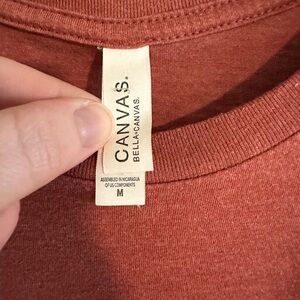 CANVAS.
BELLA+CANVAS.
ASSEMBLED IN NICARAGUA
OF US COMPONENTS
M